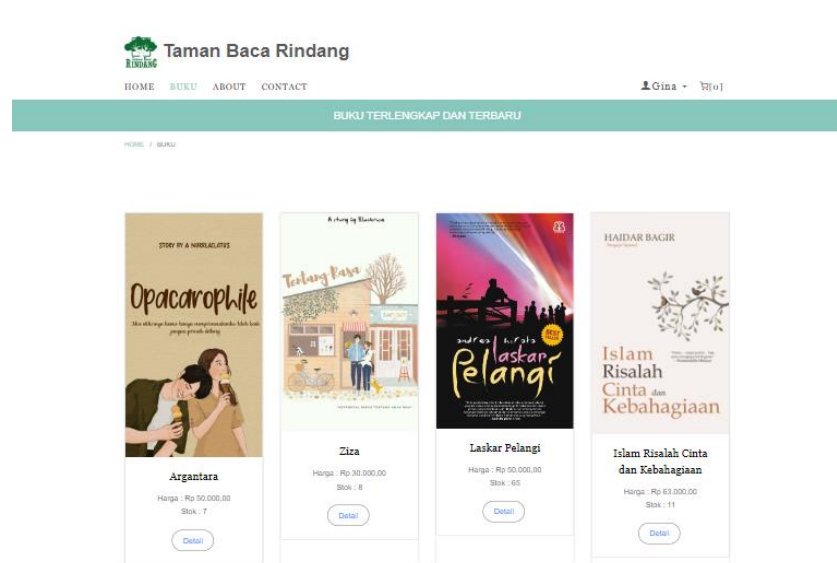 RINDANG
Taman Baca Rindang
HOME BUKU ABOUT CONTACT
Gina
[0]
BUKU TERLENGKAP DAN TERBARU
HOME / BUKU
Opacarophile
Argantara
Harga : Rp 50.000,00
Stok : 7
Detail
A story by
Tentang Rasa
Ziza
Harga : Rp 30.000,00
Stok : 8
Detail
BEST SELLER
andrea hirata
laskar
pelangi
Laskar Pelangi
Harga : Rp 50.000,00
Stok : 65
Detail
HAIDAR BAGIR
Islam
Risalah
Cinta dan
Kebahagiaan
Islam Risalah Cinta
dan Kebahagiaan
Harga : Rp 63.000,00
Stok : 11
Detail